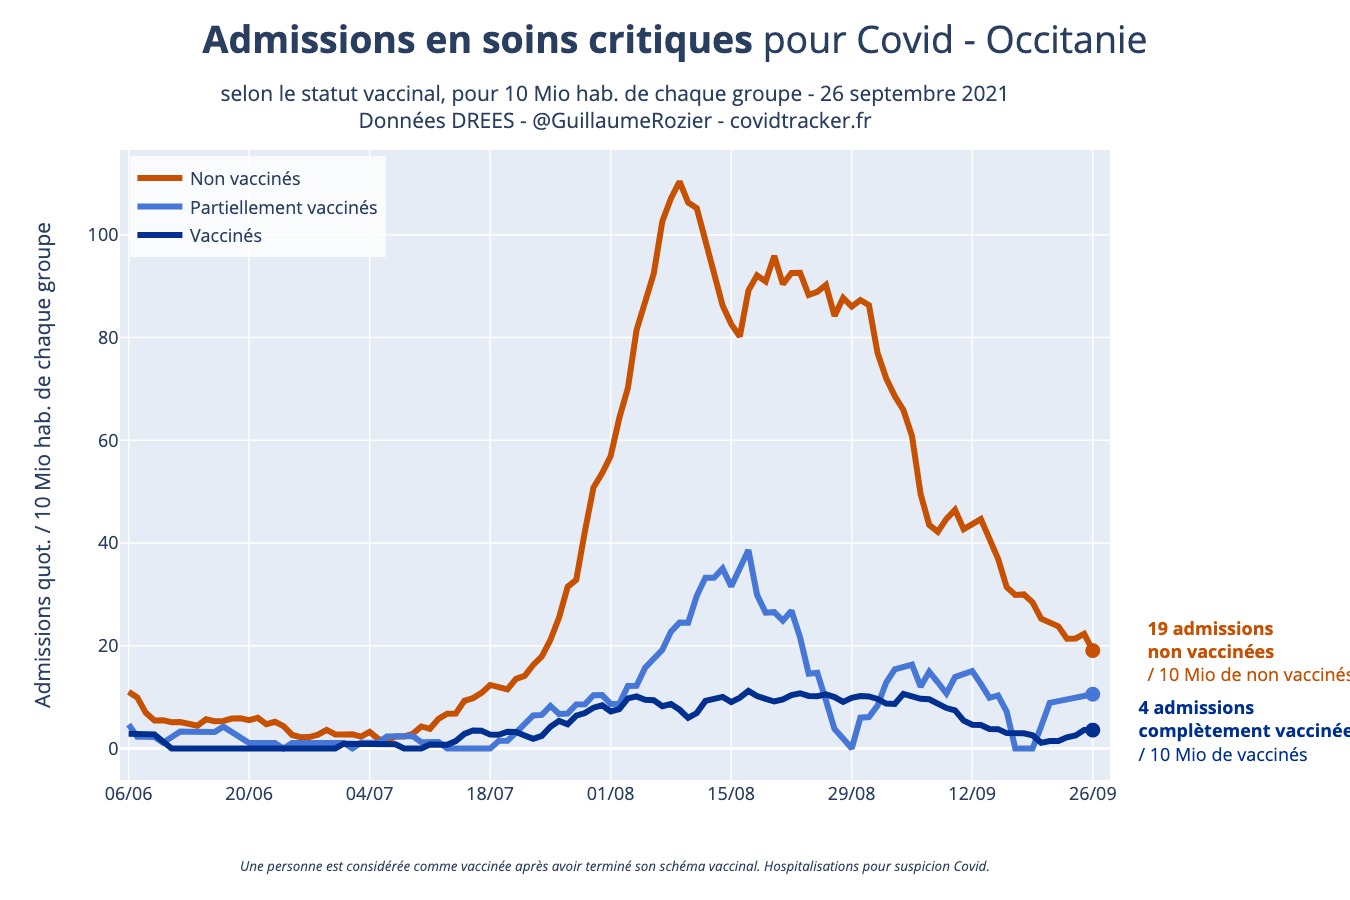 Admissions en soins critiques pour Covid - Occitanie
selon le statut vaccinal, pour 10 Mio hab. de chaque groupe - 26 septembre 2021
Données DREES - @GuillaumeRozier - covidtracker.fr
Non vaccinés
Partiellement vaccinés
Vaccinés
Admissions quot. / 10 Mio hab. de chaque groupe
100
80
60
40
20
0
06/06
20/06
04/07
18/07
01/08
15/08
29/08
12/09
26/09
19 admissions
non vaccinées
/ 10 Mio de non vaccinés
4 admissions
complètement vaccinée
/ 10 Mio de vaccinés
Une personne est considérée comme vaccinée après avoir terminé son schéma vaccinal. Hospitalisations pour suspicion Covid.